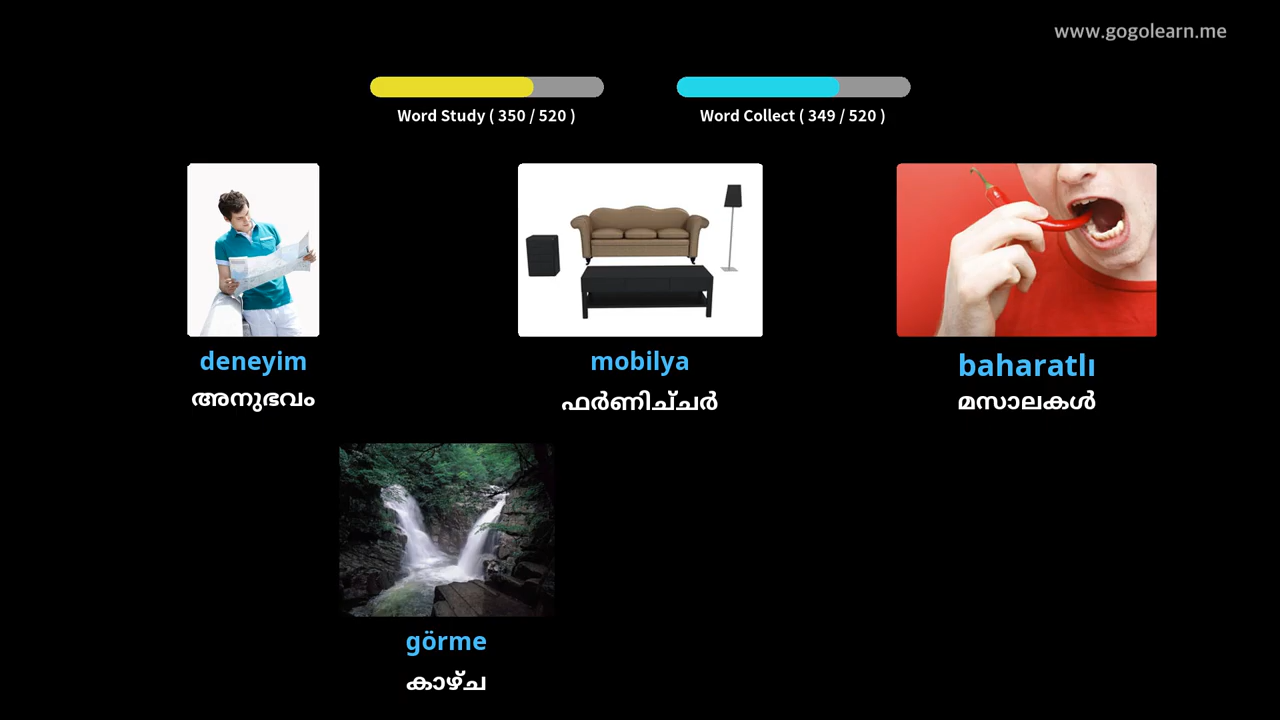 www.gogolearn.me
Word Study ( 350 / 520 )
Word Collect ( 349 / 520 )
deneyim
അനുഭവം
mobilya
ഫർണിച്ചർ
baharatlı
മസാലകൾ
görme
കാഴ്ച